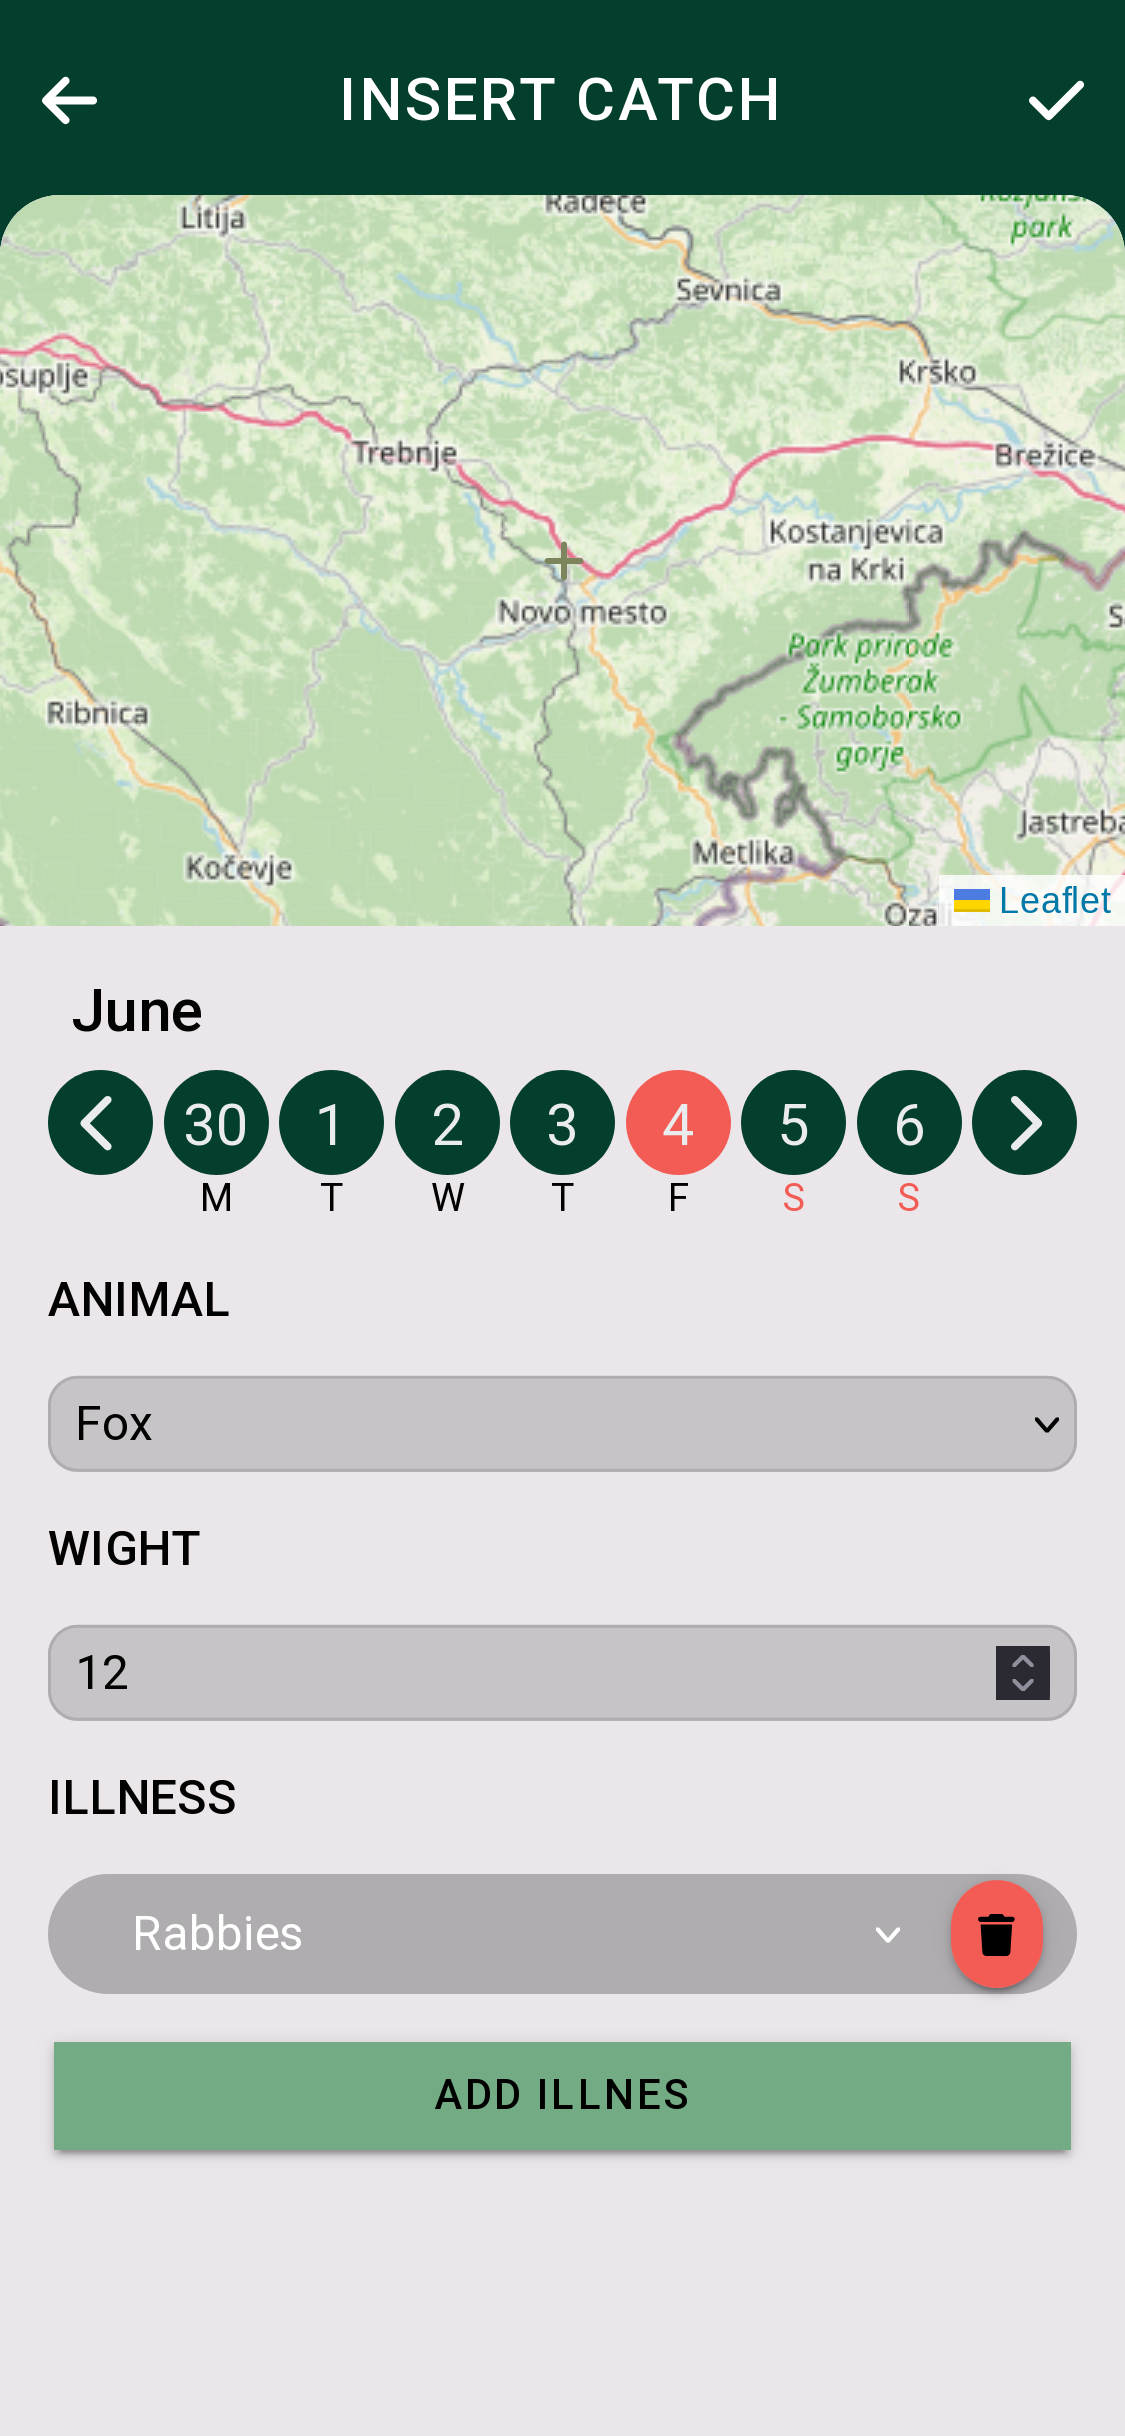 INSERT CATCH
Litija
Radeče
park
Sevnica
osuplje
Krško
Trebnje
Brežice
Kostanjevica
na Krki
Novo mesto
Park prirode
Žumberak
- Samoborsko
gorje
Ribnica
Jastreba
Metlika
Kočevje
Oza
Leaflet
June
30 1 2 3 4 5 6
M T W T F S S
ANIMAL
Fox
WIGHT
12
ILLNESS
Rabbies
ADD ILLNES